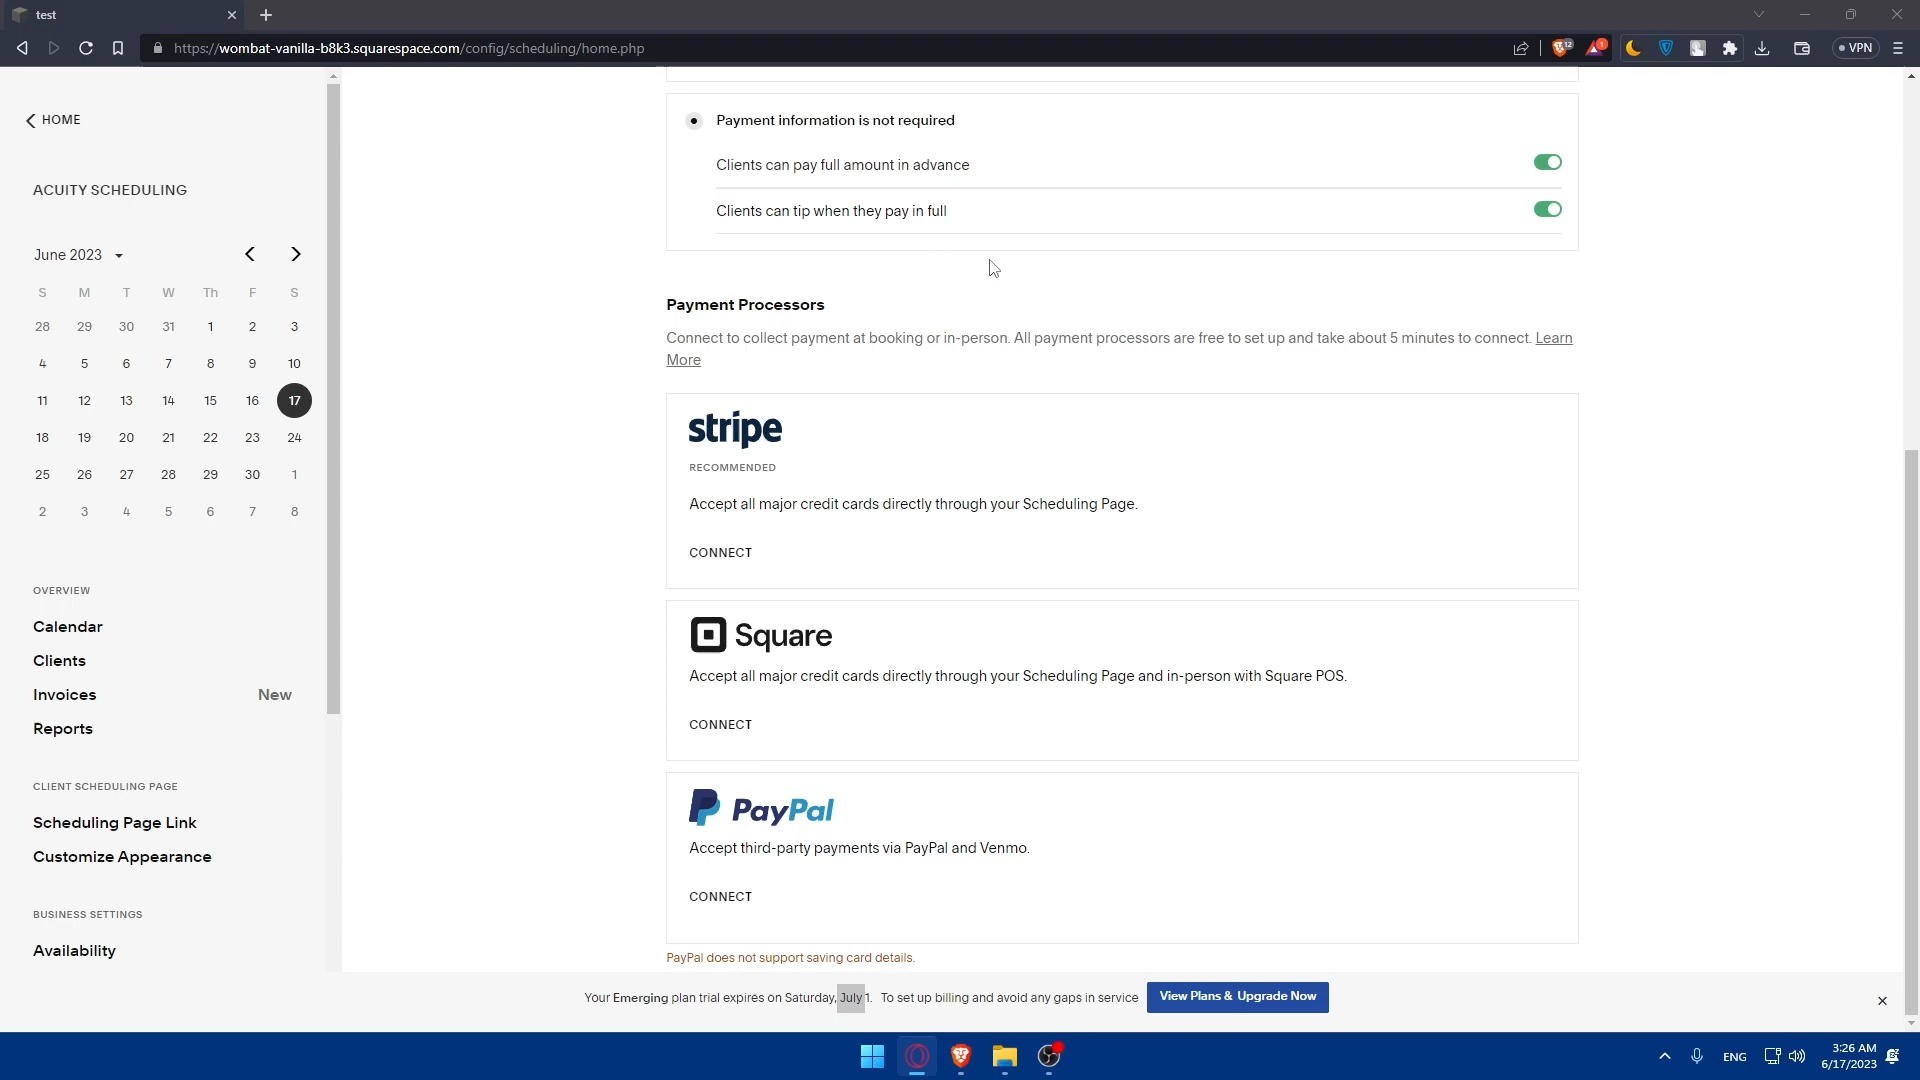 test
https://wombat-vanilla-b8k3.squarespace.com/config/scheduling/home.php
12
1
VPN
HOME
ACUITY SCHEDULING
June 2023
S M T W Th F S
28 29 30 31 1 2 3
4 5 6 7 8 9 10
11 12 13 14 15 16 17
18 19 20 21 22 23 24
25 26 27 28 29 30 1
2 3 4 5 6 7 8
OVERVIEW
Calendar
Clients
Invoices New
Reports
CLIENT SCHEDULING PAGE
Scheduling Page Link
Customize Appearance
BUSINESS SETTINGS
Availability
Payment information is not required
Clients can pay full amount in advance
Clients can tip when they pay in full
Payment Processors
Connect to collect payment at booking or in-person. All payment processors are free to set up and take about 5 minutes to connect. Learn
More
stripe
RECOMMENDED
Accept all major credit cards directly through your Scheduling Page.
CONNECT
Square
Accept all major credit cards directly through your Scheduling Page and in-person with Square POS.
CONNECT
PayPal
Accept third-party payments via PayPal and Venmo.
CONNECT
PayPal does not support saving card details.
Your Emerging plan trial expires on Saturday, July 1. To set up billing and avoid any gaps in service
View Plans & Upgrade Now
ENG
3:26 AM
6/17/2023